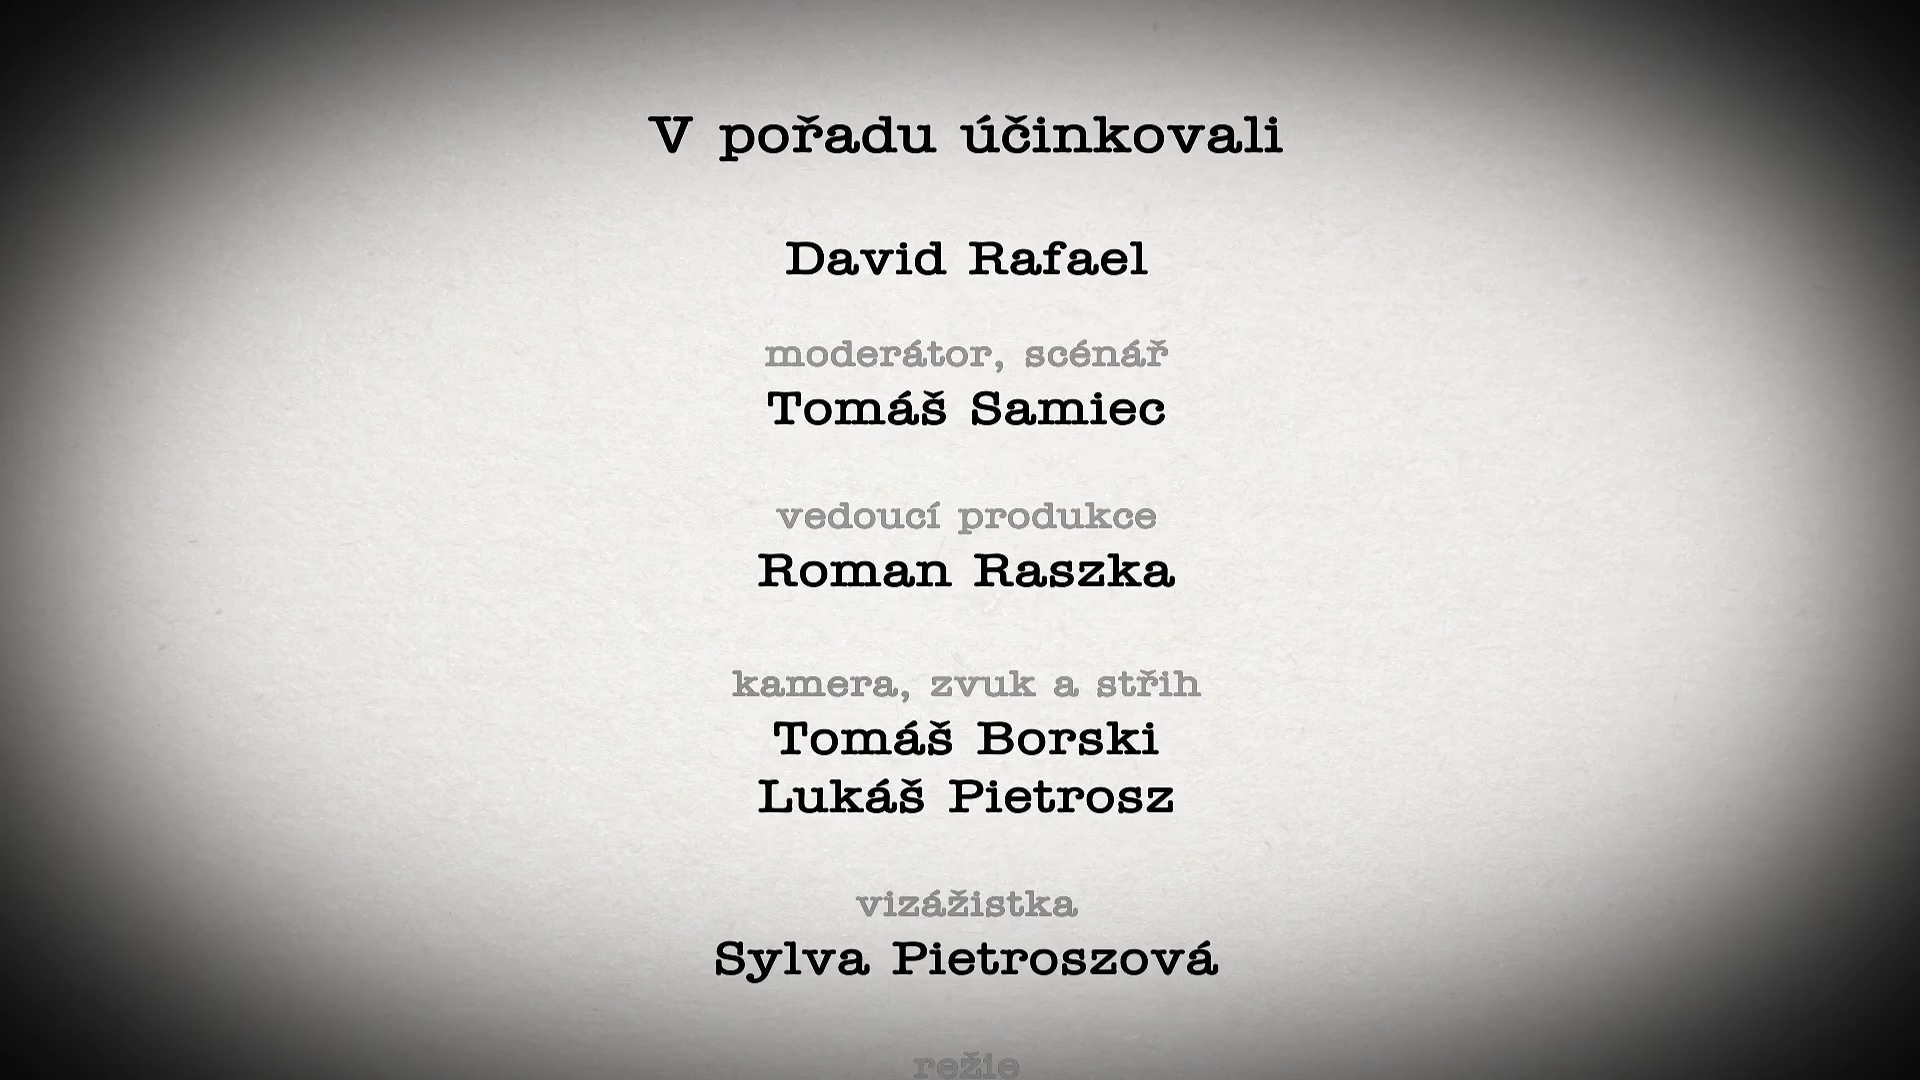 V pořadu účinkovali
David Rafael
moderátor, scénář
Tomáš Samiec
vedoucí produkce
Roman Raszka
kamera, zvuk a střih
Tomáš Borski
Lukáš Pietrosz
vizážistka
Sylva Pietroszová
režie